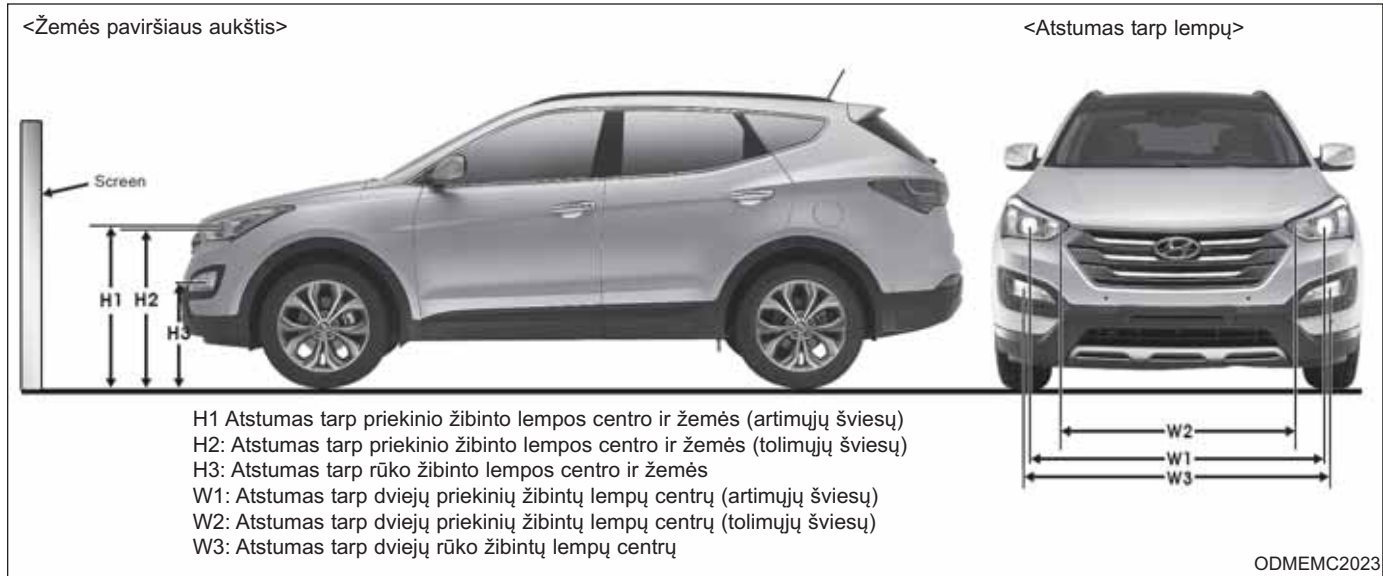 <Žemės paviršiaus aukštis>
<Atstumas tarp lempų>
Screen
H1
H2
H3
W2
W1
W3
H1 Atstumas tarp priekinio žibinto lempos centro ir žemės (artimųjų šviesų)
H2: Atstumas tarp priekinio žibinto lempos centro ir žemės (tolimųjų šviesų)
H3: Atstumas tarp rūko žibinto lempos centro ir žemės
W1: Atstumas tarp dviejų priekinių žibintų lempų centrų (artimųjų šviesų)
W2: Atstumas tarp dviejų priekinių žibintų lempų centrų (tolimųjų šviesų)
W3: Atstumas tarp dviejų rūko žibintų lempų centrų
ODMEMC2023